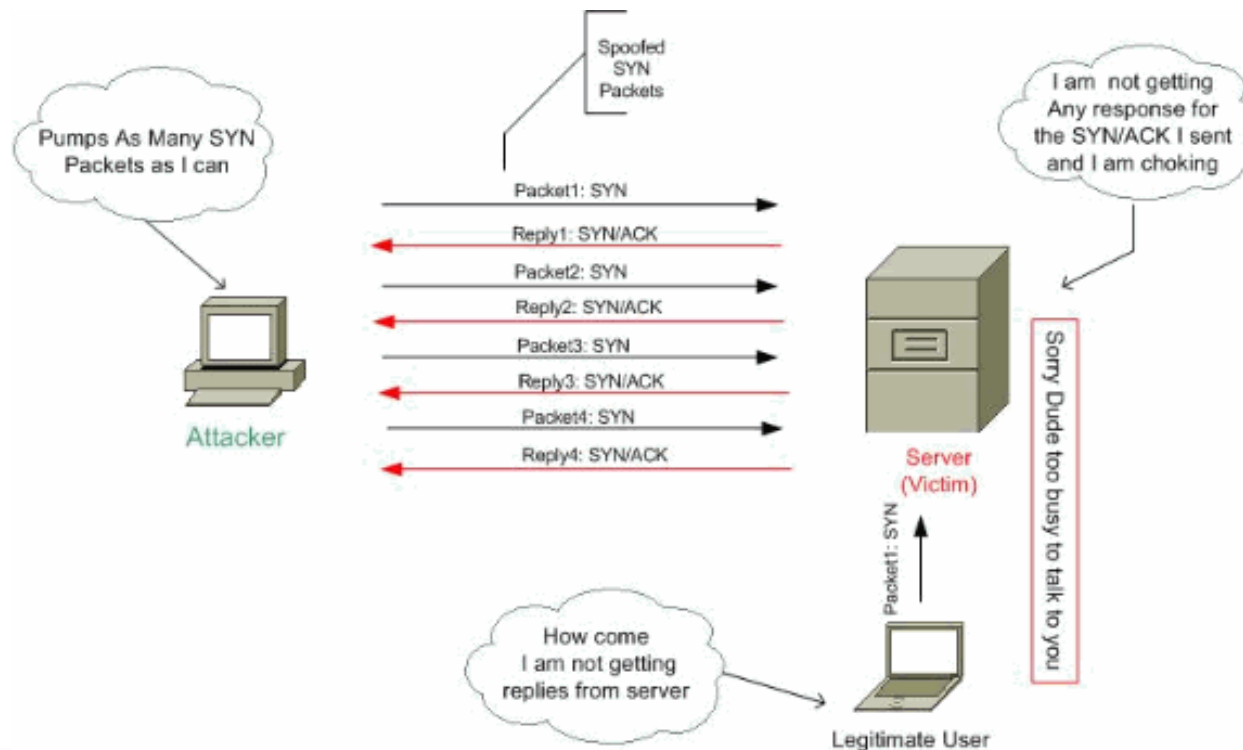 Spoofed
SYN
Packets
Pumps As Many SYN
Packets as I can
I am not getting
Any response for
the SYN/ACK I sent
and I am choking
Packet1: SYN
Reply1: SYN/ACK
Packet2: SYN
Reply2: SYN/ACK
Packet3: SYN
Reply3: SYN/ACK
Packet4: SYN
Reply4: SYN/ACK
Attacker
Server
(Victim)
Sorry Dude too busy to talk to you
Packet1: SYN
How come
I am not getting
replies from server
Legitimate User